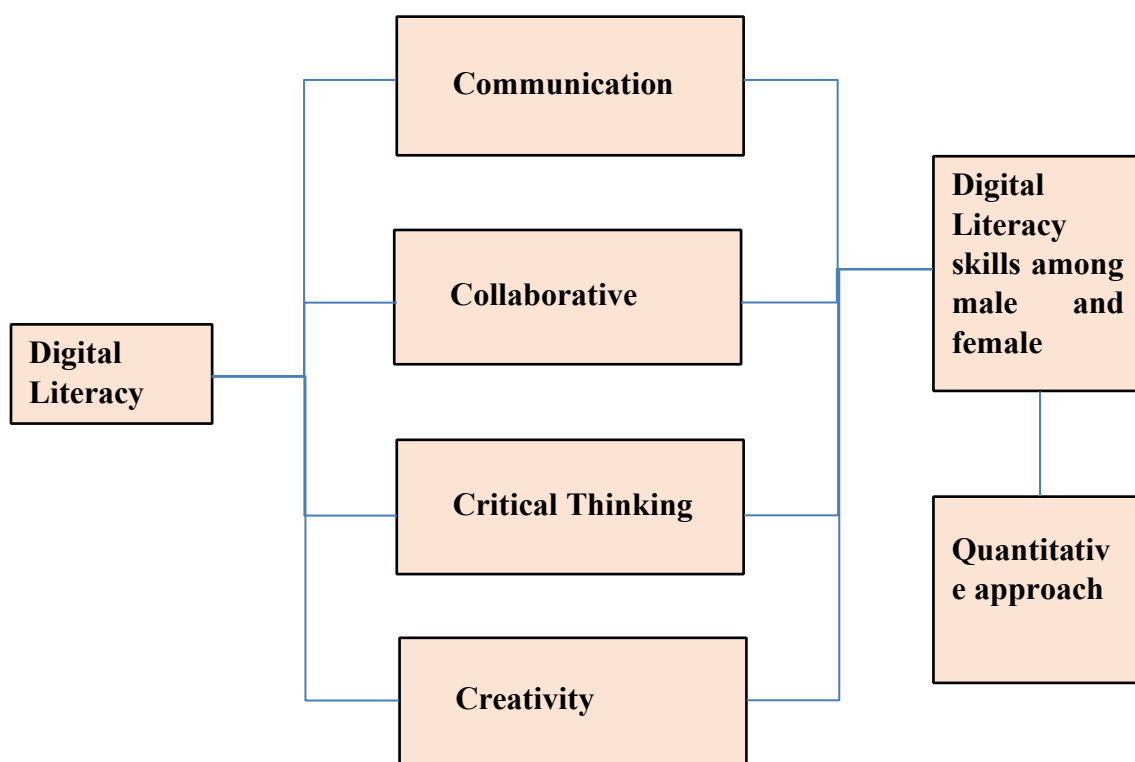 Communication
Collaborative
Critical Thinking
Creativity
Digital
Literacy
Digital
Literacy
skills among
male and
female
Quantitativ
e approach